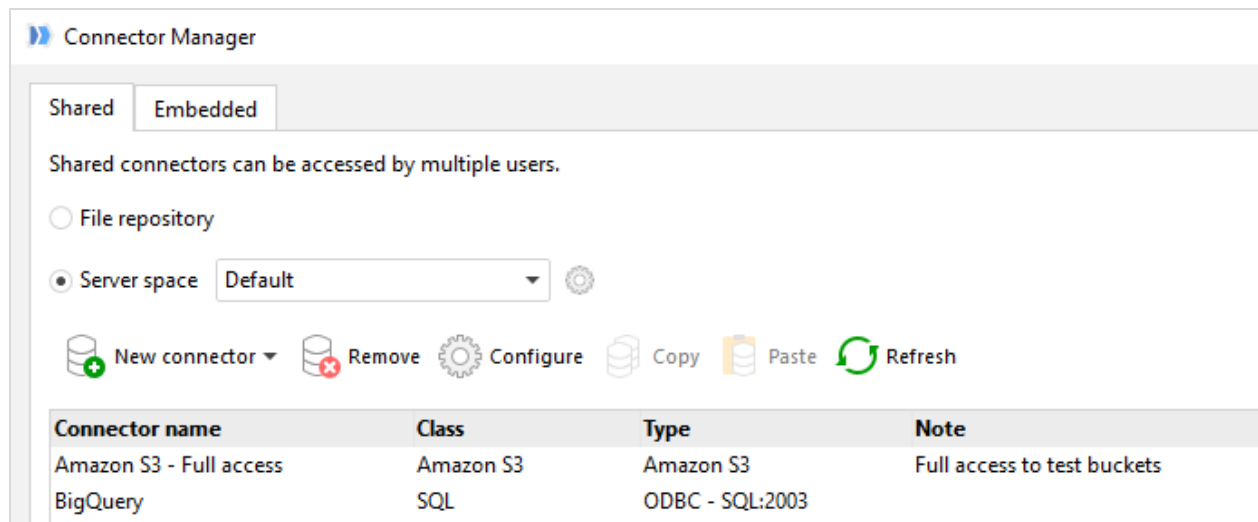 Connector Manager
Shared Embedded
Shared connectors can be accessed by multiple users.
File repository
Server space Default
New connector Remove Configure Copy Paste Refresh
Connector name Class Type Note
Amazon S3 - Full access Amazon S3 Amazon S3 Full access to test buckets
BigQuery SQL ODBC - SQL:2003